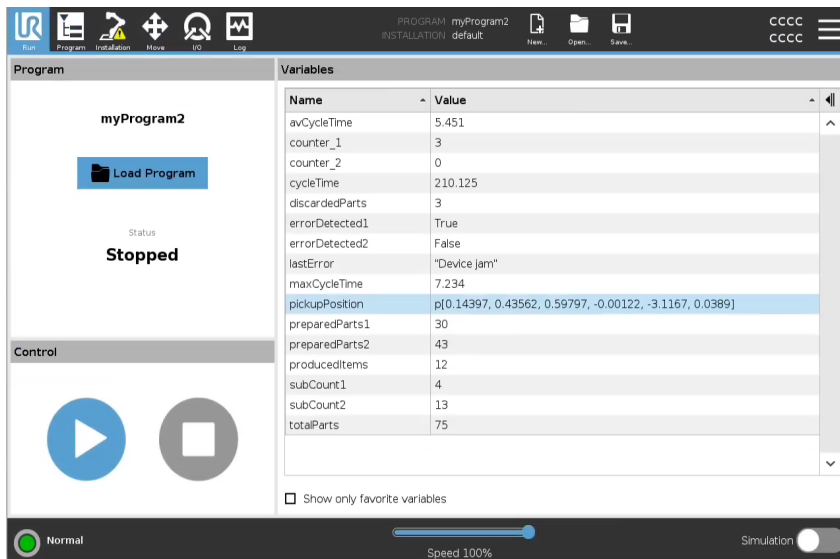 UR
Run
Program
Installation
Move
I/O
Log
PROGRAM myProgram2
INSTALLATION default
New...
Open...
Save...
CCCC
CCCC
Program
myProgram2
Load Program
Status
Stopped
Control
Variables
Name Value
avCycleTime 5.451
counter_1 3
counter_2 0
cycleTime 210.125
discardedParts 3
errorDetected1 True
errorDetected2 False
lastError "Device jam"
maxCycleTime 7.234
pickupPosition p[0.14397, 0.43562, 0.59797, -0.00122, -3.1167, 0.0389]
preparedParts1 30
preparedParts2 43
producedItems 12
subCount1 4
subCount2 13
totalParts 75
Show only favorite variables
Normal
Speed 100%
Simulation